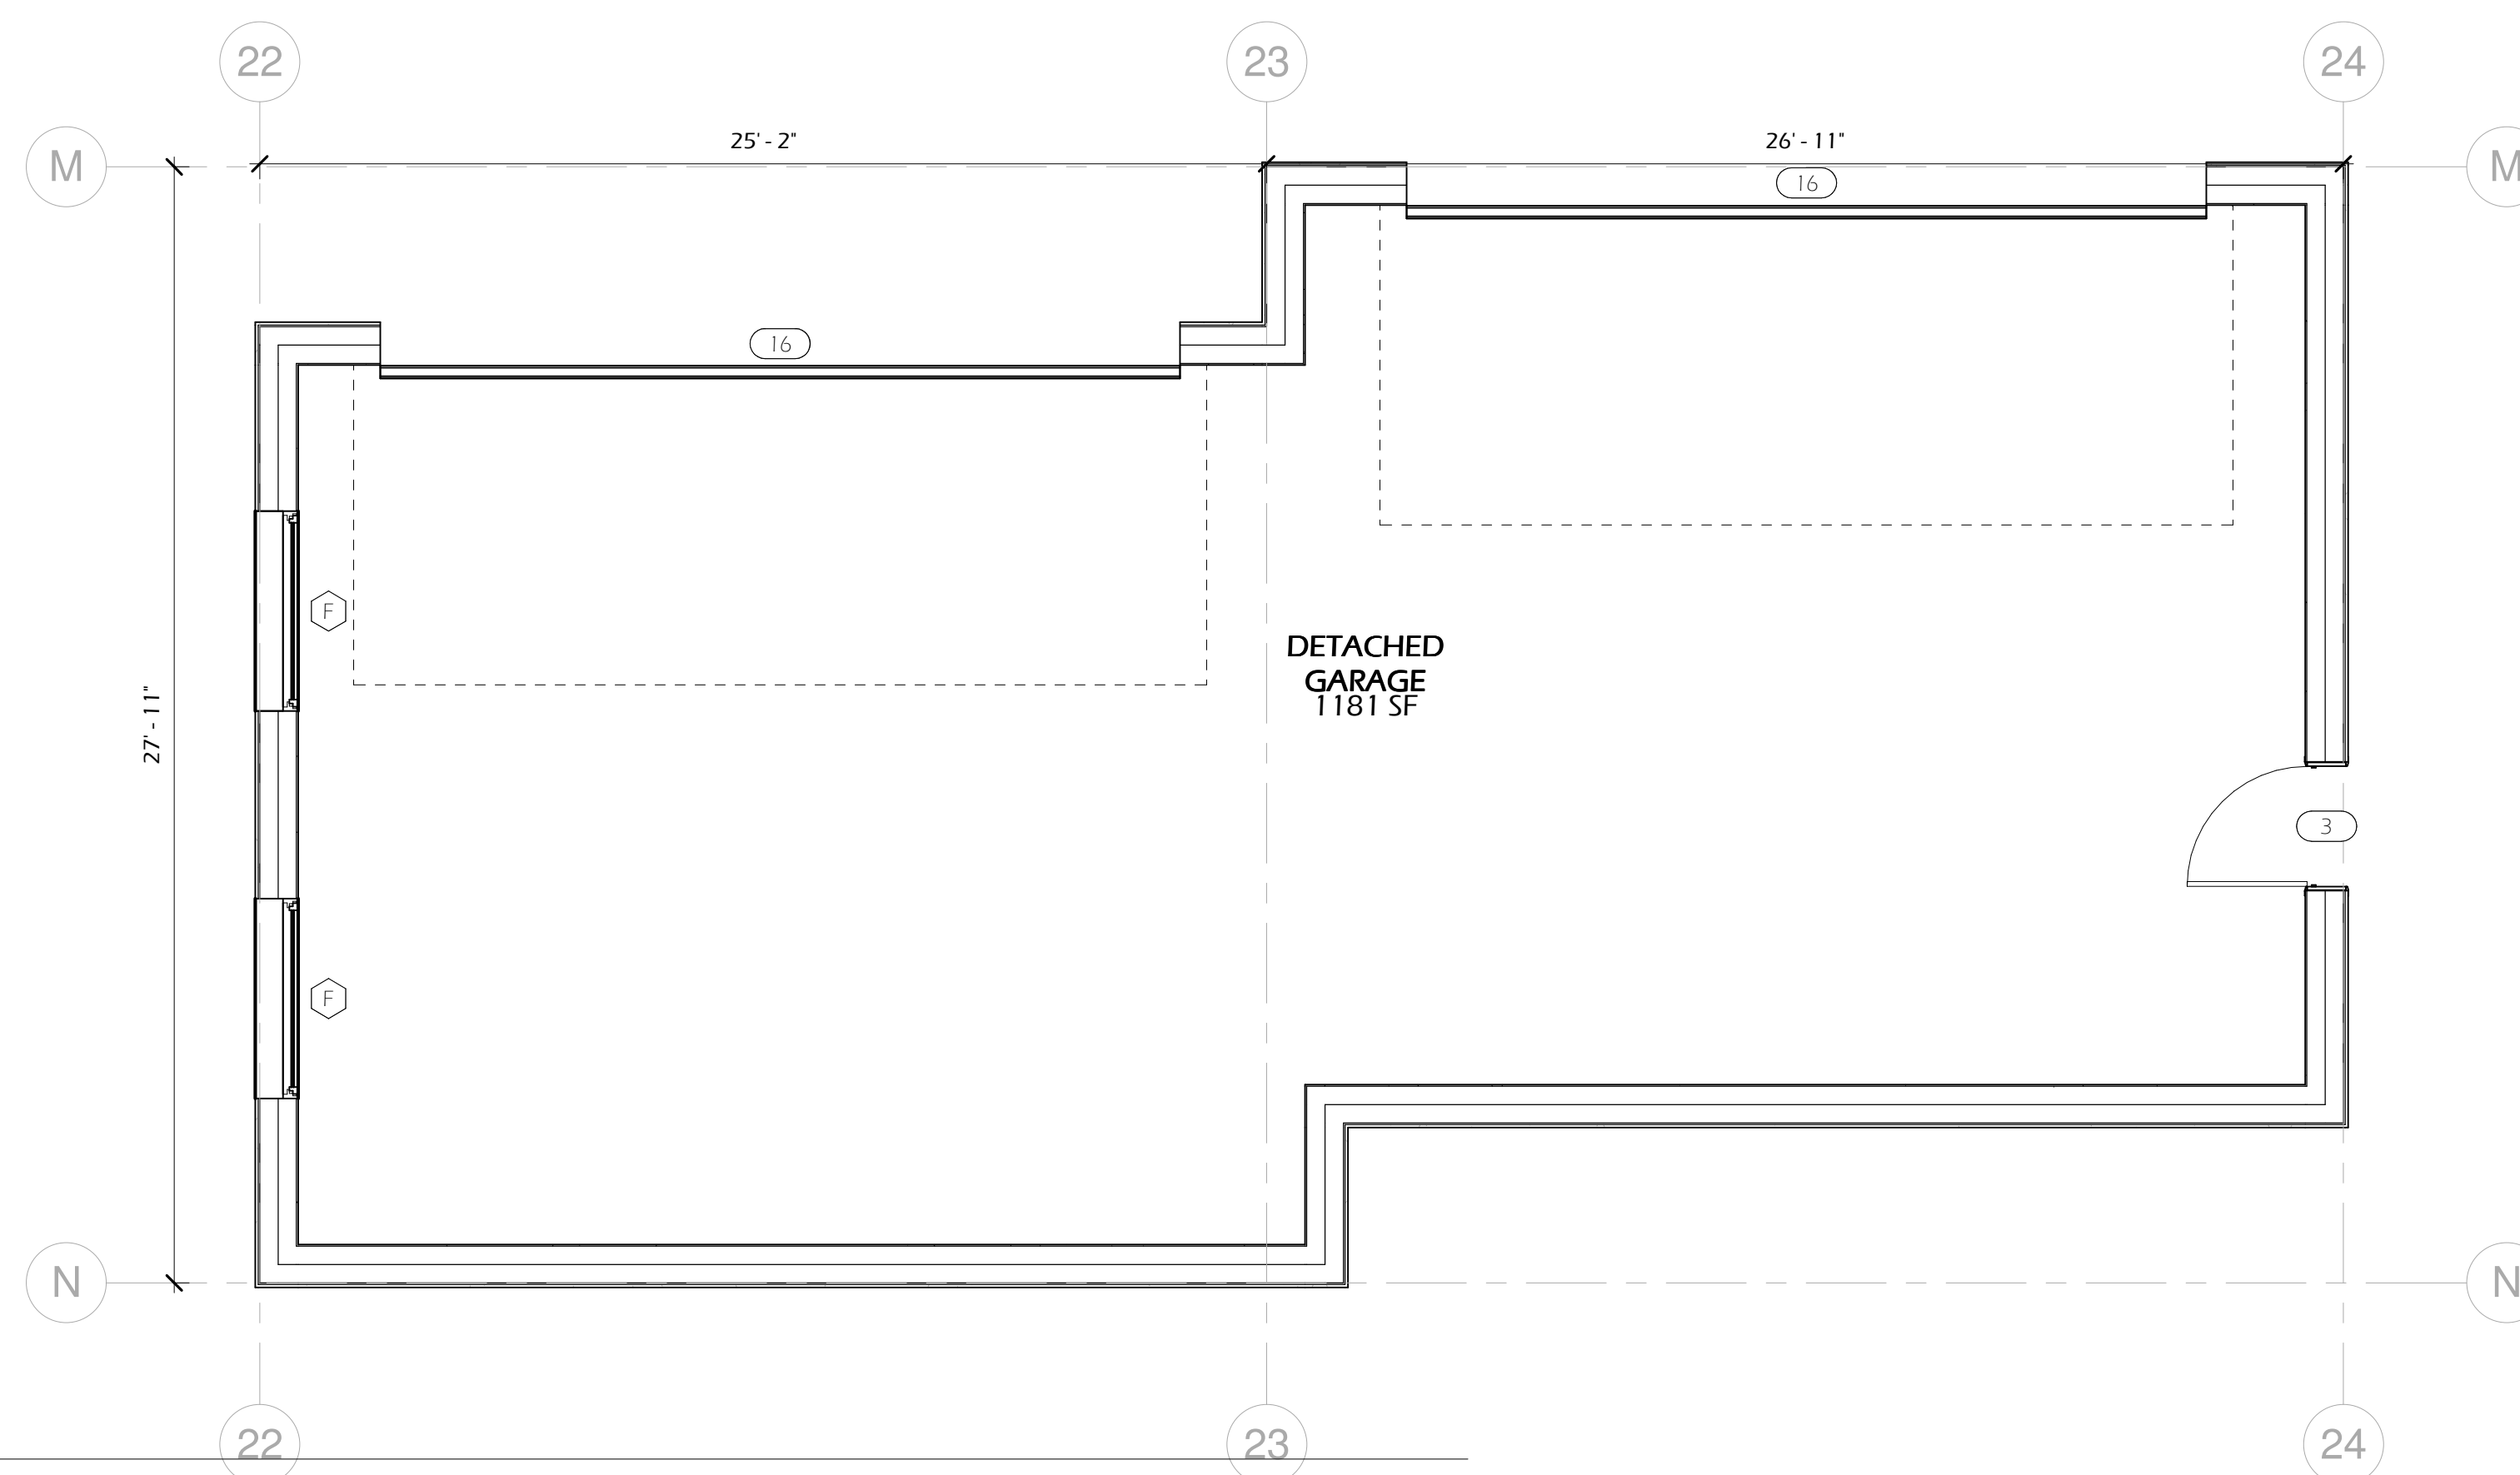 22
23
24
25' - 2"
26' - 11"
M
M
16
16
F
DETACHED
GARAGE
1181 SF
27' - 11"
3
F
N
N
22
23
24